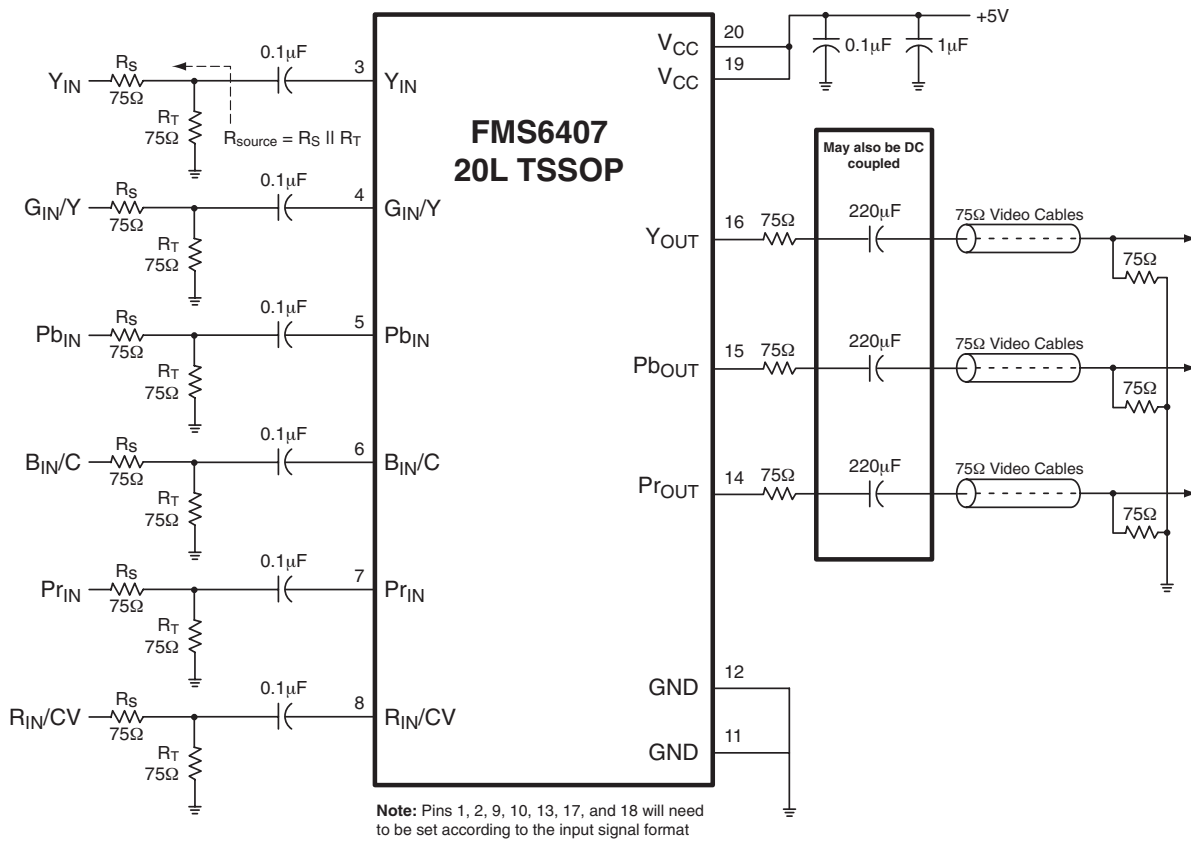 FMS6407
20L TSSOP
Y_IN
R_S
75Ω
R_T
75Ω
R_source = R_S || R_T
0.1μF
3
Y_IN
G_IN/Y
R_S
75Ω
R_T
75Ω
0.1μF
4
G_IN/Y
Pb_IN
R_S
75Ω
R_T
75Ω
0.1μF
5
Pb_IN
B_IN/C
R_S
75Ω
R_T
75Ω
0.1μF
6
B_IN/C
Pr_IN
R_S
75Ω
R_T
75Ω
0.1μF
7
Pr_IN
R_IN/CV
R_S
75Ω
R_T
75Ω
0.1μF
8
R_IN/CV
V_CC
20
V_CC
19
+5V
0.1μF
1μF
May also be DC
coupled
Y_OUT
16
75Ω
220μF
75Ω Video Cables
75Ω
Pb_OUT
15
75Ω
220μF
75Ω Video Cables
75Ω
Pr_OUT
14
75Ω
220μF
75Ω Video Cables
75Ω
GND
12
GND
11
Note: Pins 1, 2, 9, 10, 13, 17, and 18 will need
to be set according to the input signal format